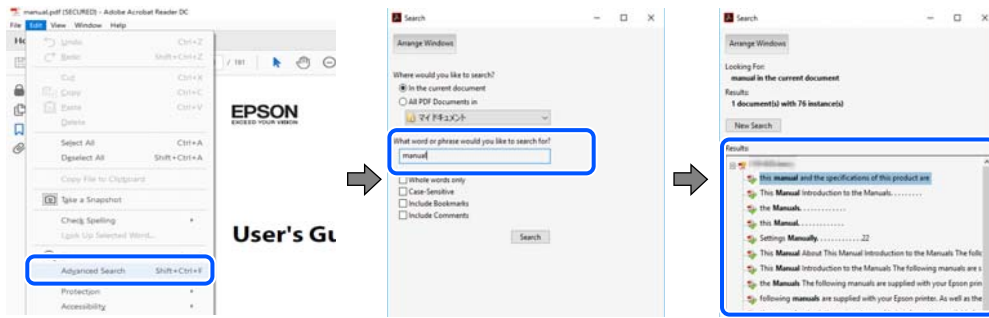 manual.pdf (SECURED) - Adobe Acrobat Reader DC
File Edit View Window Help
Undo Ctrl+Z
Redo Shift+Ctrl+Z
/ 181
Cut Ctrl+X
Copy Ctrl+C
Paste Ctrl+V
Delete
Select All Ctrl+A
Deselect All Shift+Ctrl+A
Copy File to Clipboard
Take a Snapshot
Check Spelling
Look Up Selected Word...
Advanced Search Shift+Ctrl+F
Protection
Accessibility
EPSON
EXCEED YOUR VISION
User's Gu
Search
Arrange Windows
Where would you like to search?
In the current document
All PDF Documents in
マイ ドキュメント
What word or phrase would you like to search for?
manual
Whole words only
Case-Sensitive
Include Bookmarks
Include Comments
Search
Search
Arrange Windows
Looking For:
manual in the current document
Results:
1 document(s) with 76 instance(s)
New Search
Results:
this manual and the specifications of this product are
This Manual Introduction to the Manuals. . . . . . . . .
the Manuals. . . . . . . . . . . . .
this Manual. . . . . . . . . . . . .
Settings Manually. . . . . . . . . . . . .22
This Manual About This Manual Introduction to the Manuals The follo
This Manual Introduction to the Manuals The following manuals are s
the Manuals The following manuals are supplied with your Epson prin
following manuals are supplied with your Epson printer. As well as the